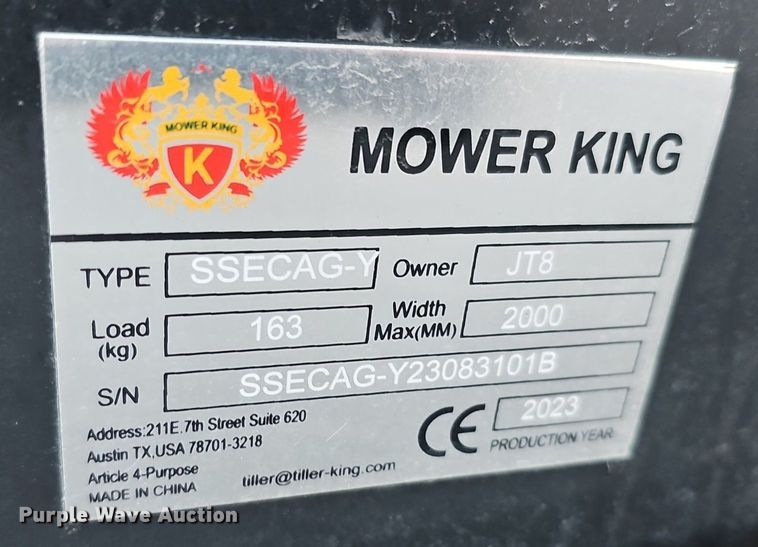 MOWER KING
K
MOWER KING
TYPE SSECAG-Y Owner JT8
Load (kg) 163 Width Max(MM) 2000
S/N SSECAG-Y23083101B
Address:211E.7th Street Suite 620
Austin TX,USA 78701-3218
Article 4-Purpose
MADE IN CHINA
tiller@tiller-king.com
CE 2023
PRODUCTION YEAR
Purple Wave Auction